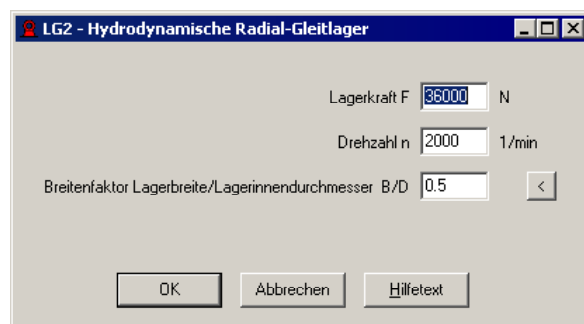 LG2 - Hydrodynamische Radial-Gleitlager
Lagerkraft F 36000 N
Drehzahl n 2000 1/min
Breitenfaktor Lagerbreite/Lagerinnendurchmesser B/D 0.5 <
OK Abbrechen Hilfetext